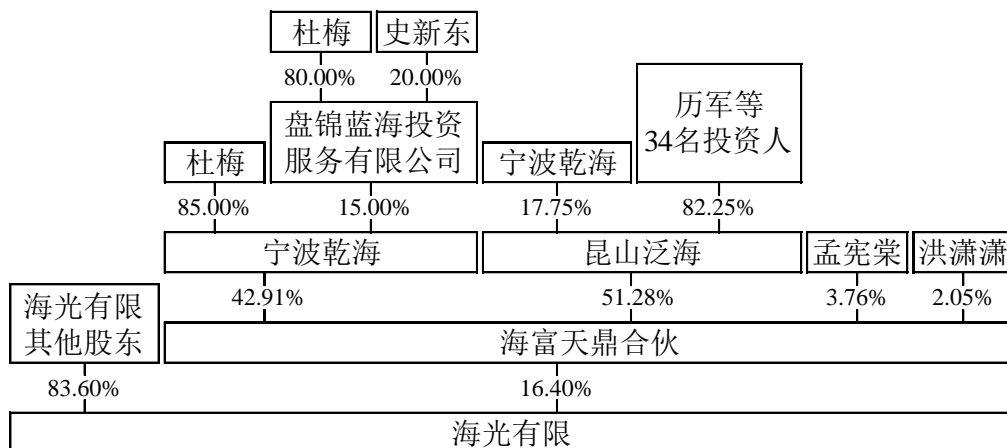 杜梅
史新东
80.00%
20.00%
盘锦蓝海投资
服务有限公司
历军等
34名投资人
杜梅
宁波乾海
85.00%
15.00%
17.75%
82.25%
宁波乾海
昆山泛海
孟宪棠
洪潇潇
42.91%
51.28%
3.76%
2.05%
海光有限
其他股东
海富天鼎合伙
83.60%
16.40%
海光有限